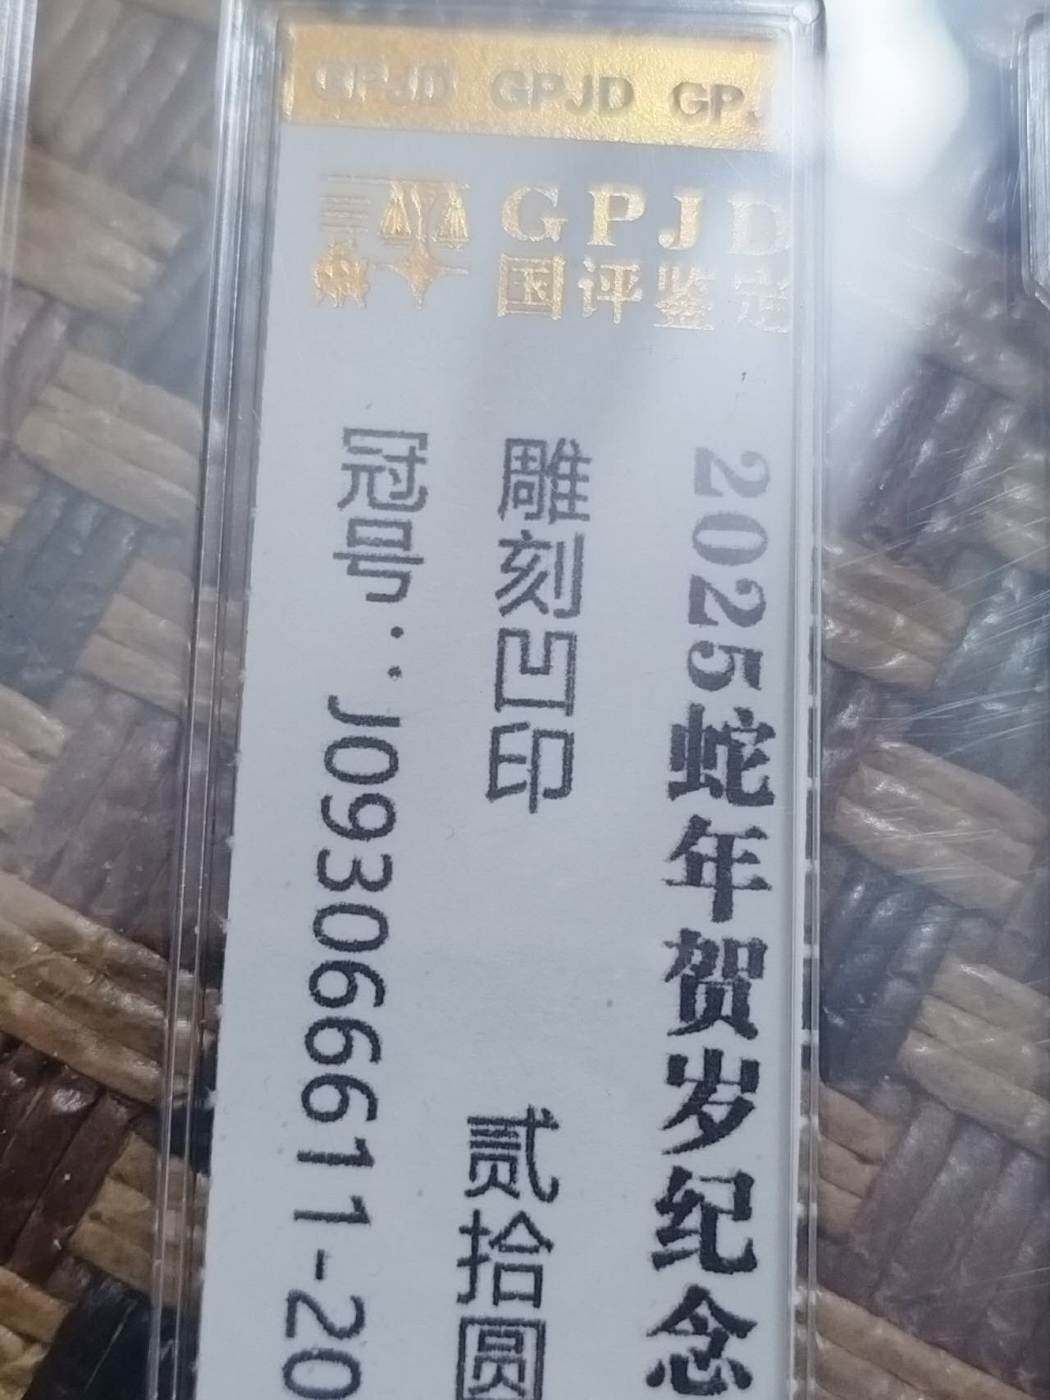 GPJD GPJD GPJ
GPJD
国评鉴定
2025蛇年贺岁纪念
雕刻凹印 贰拾圆
冠号：J093066611-20